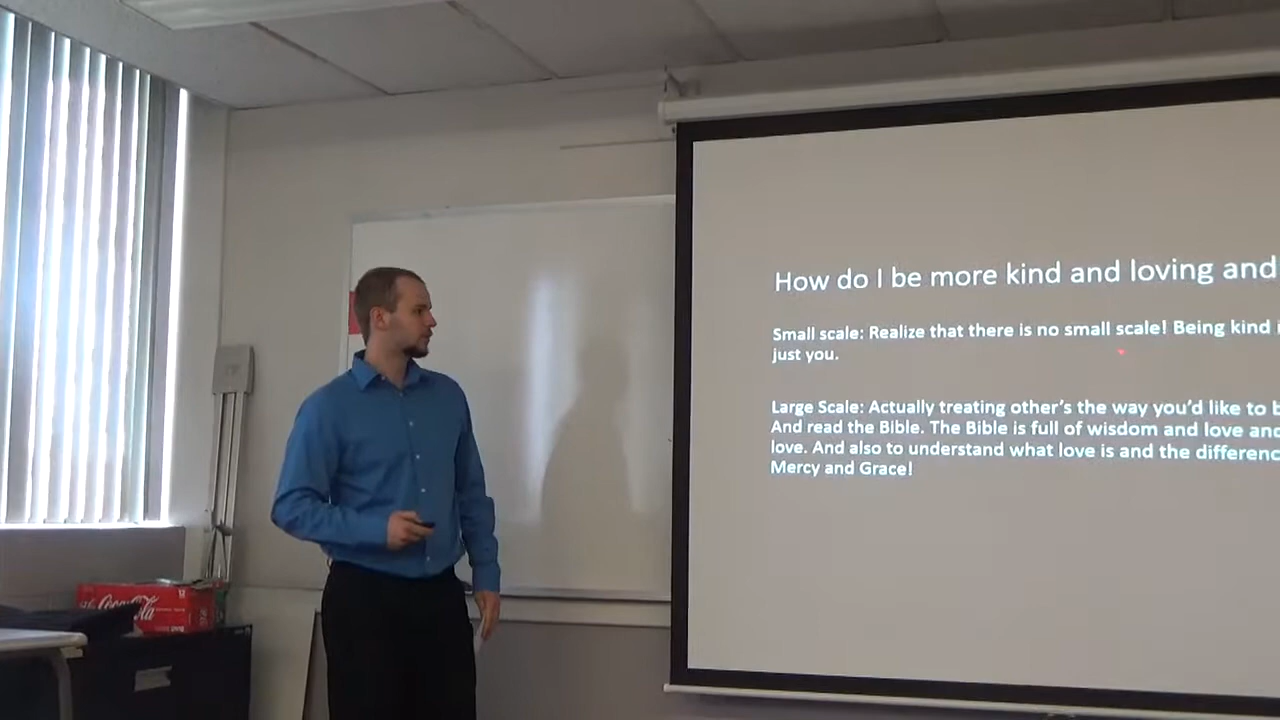 How do I be more kind and loving and
Small scale: Realize that there is no small scale! Being kind i
just you.
Large Scale: Actually treating other's the way you'd like to b
And read the Bible. The Bible is full of wisdom and love and
love. And also to understand what love is and the differenc
Mercy and Grace!
Coca-Cola